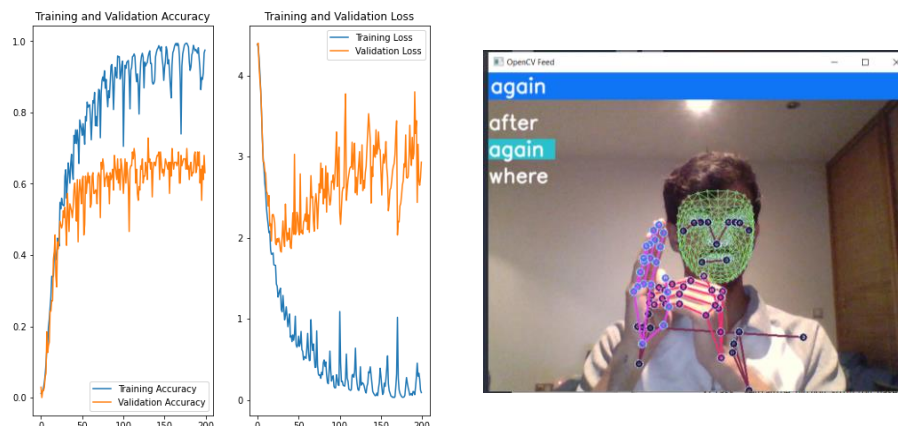 Training and Validation Accuracy
1.0
0.8
0.6
0.4
0.2
0.0
Training Accuracy
Validation Accuracy
0
50
100
150
200
Training and Validation Loss
Training Loss
Validation Loss
4
3
2
1
0
0
50
100
150
200
OpenCV Feed
again
after
again
where